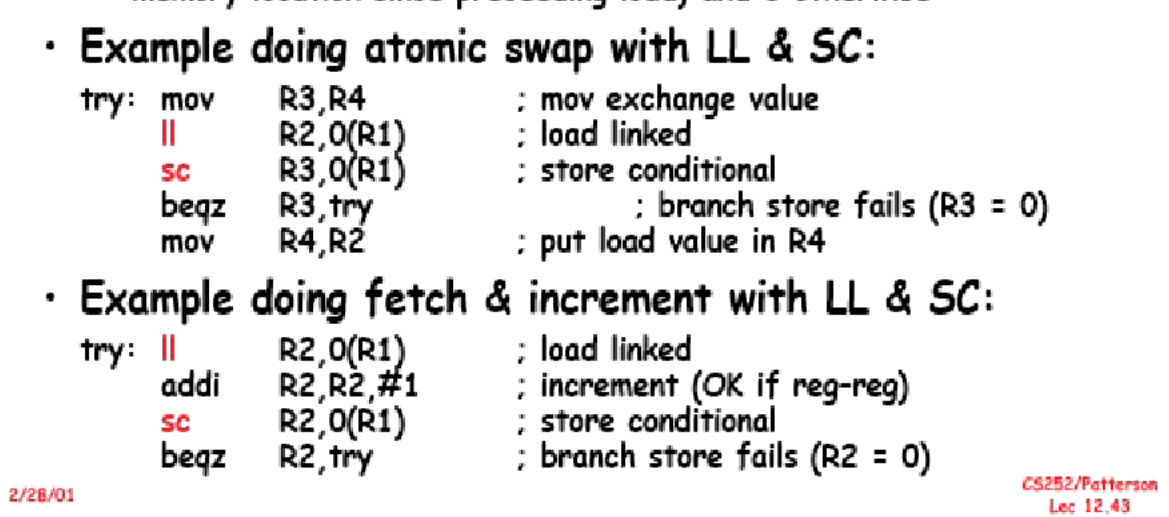 • Example doing atomic swap with LL & SC:
try: mov R3,R4 ; mov exchange value
ll R2,0(R1) ; load linked
sc R3,0(R1) ; store conditional
beqz R3,try ; branch store fails (R3 = 0)
mov R4,R2 ; put load value in R4
• Example doing fetch & increment with LL & SC:
try: ll R2,0(R1) ; load linked
addi R2,R2,#1 ; increment (OK if reg-reg)
sc R2,0(R1) ; store conditional
beqz R2,try ; branch store fails (R2 = 0)
2/28/01
CS252/Patterson
Lec 12.43